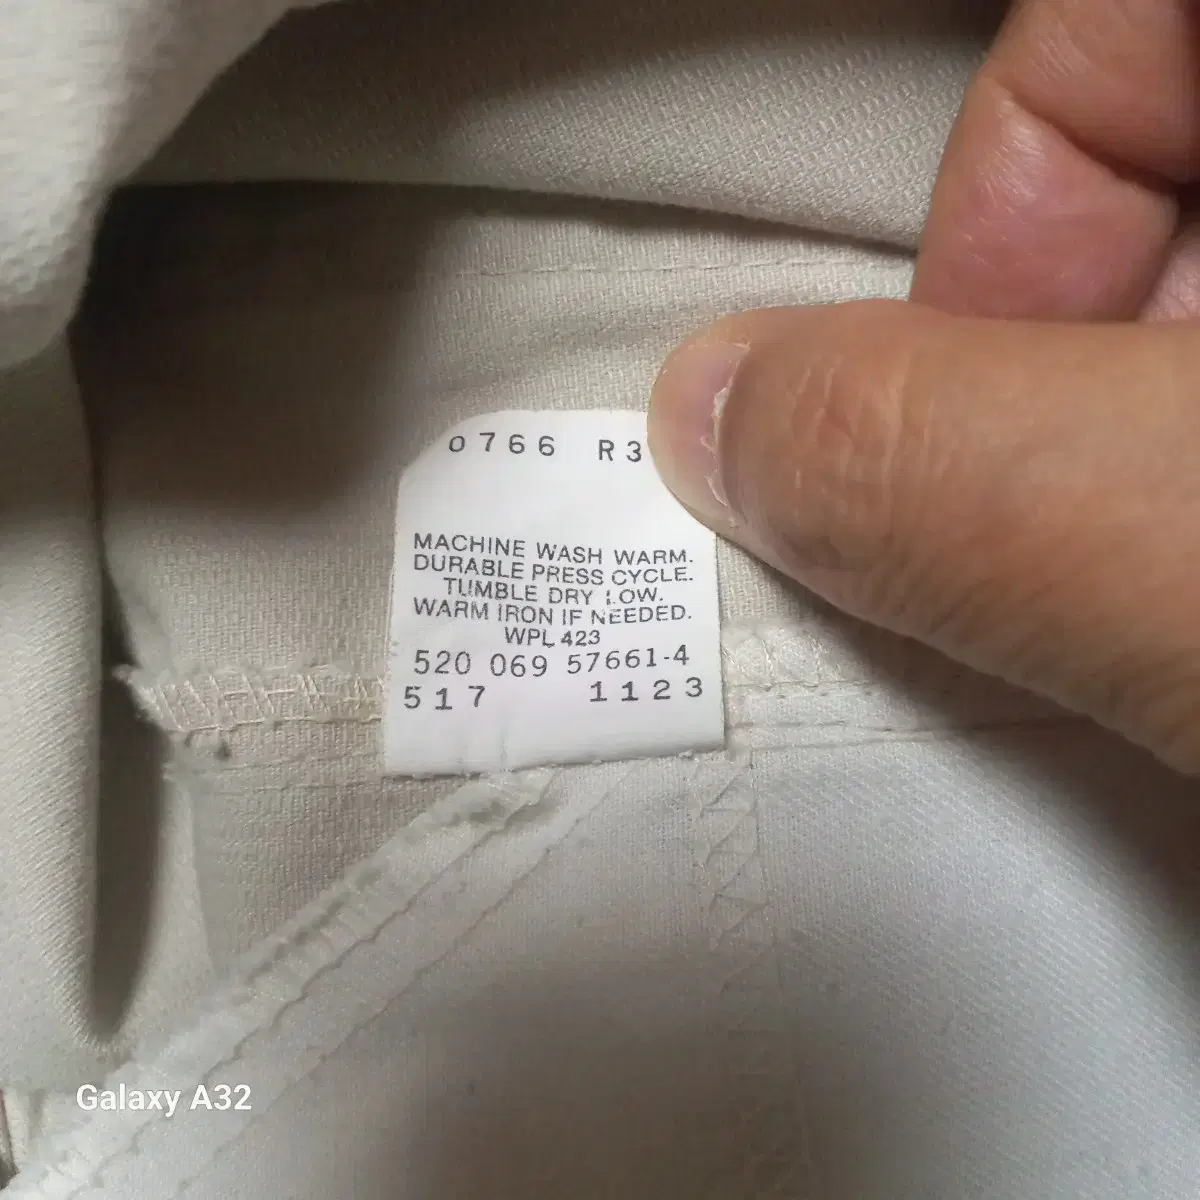 0766 R3
MACHINE WASH WARM.
DURABLE PRESS CYCLE.
TUMBLE DRY LOW.
WARM IRON IF NEEDED.
WPL 423
520 069 57661-4
517 1123
Galaxy A32